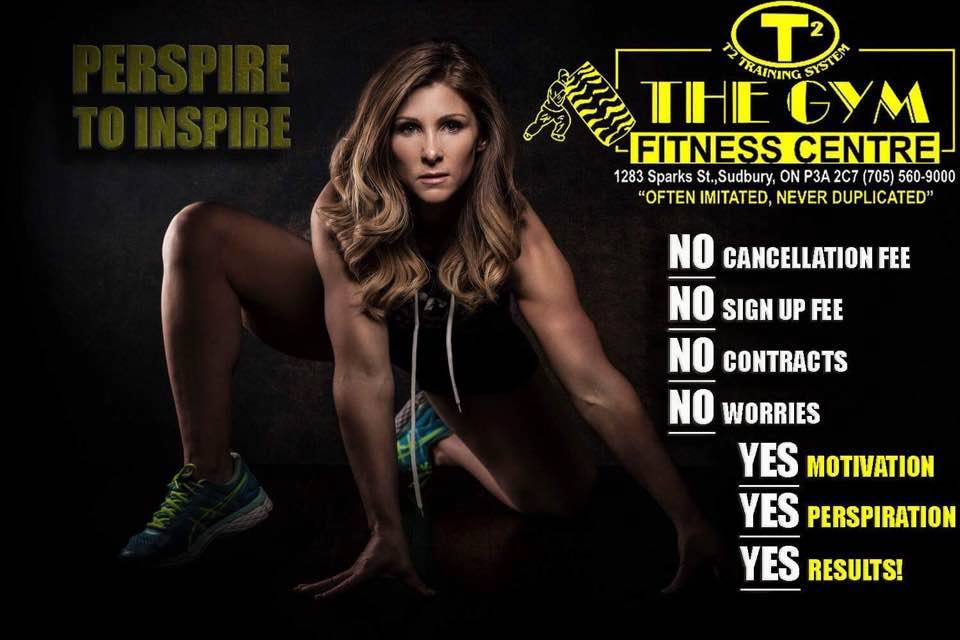 PERSPIRE
TO INSPIRE
T2
T2 TRAINING SYSTEM
THE GYM
FITNESS CENTRE
1283 Sparks St.,Sudbury, ON P3A 2C7 (705) 560-9000
“OFTEN IMITATED, NEVER DUPLICATED”
NO CANCELLATION FEE
NO SIGN UP FEE
NO CONTRACTS
NO WORRIES
YES MOTIVATION
YES PERSPIRATION
YES RESULTS!